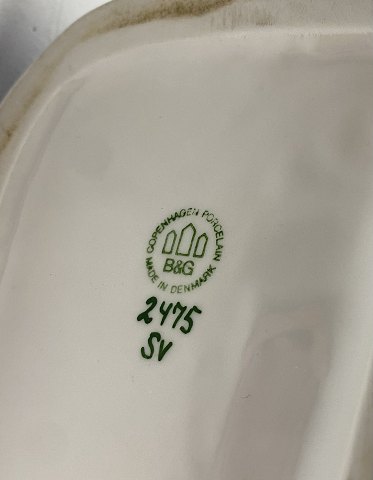 COPENHAGEN PORCELAIN
B&G
MADE IN DENMARK
2475
SV